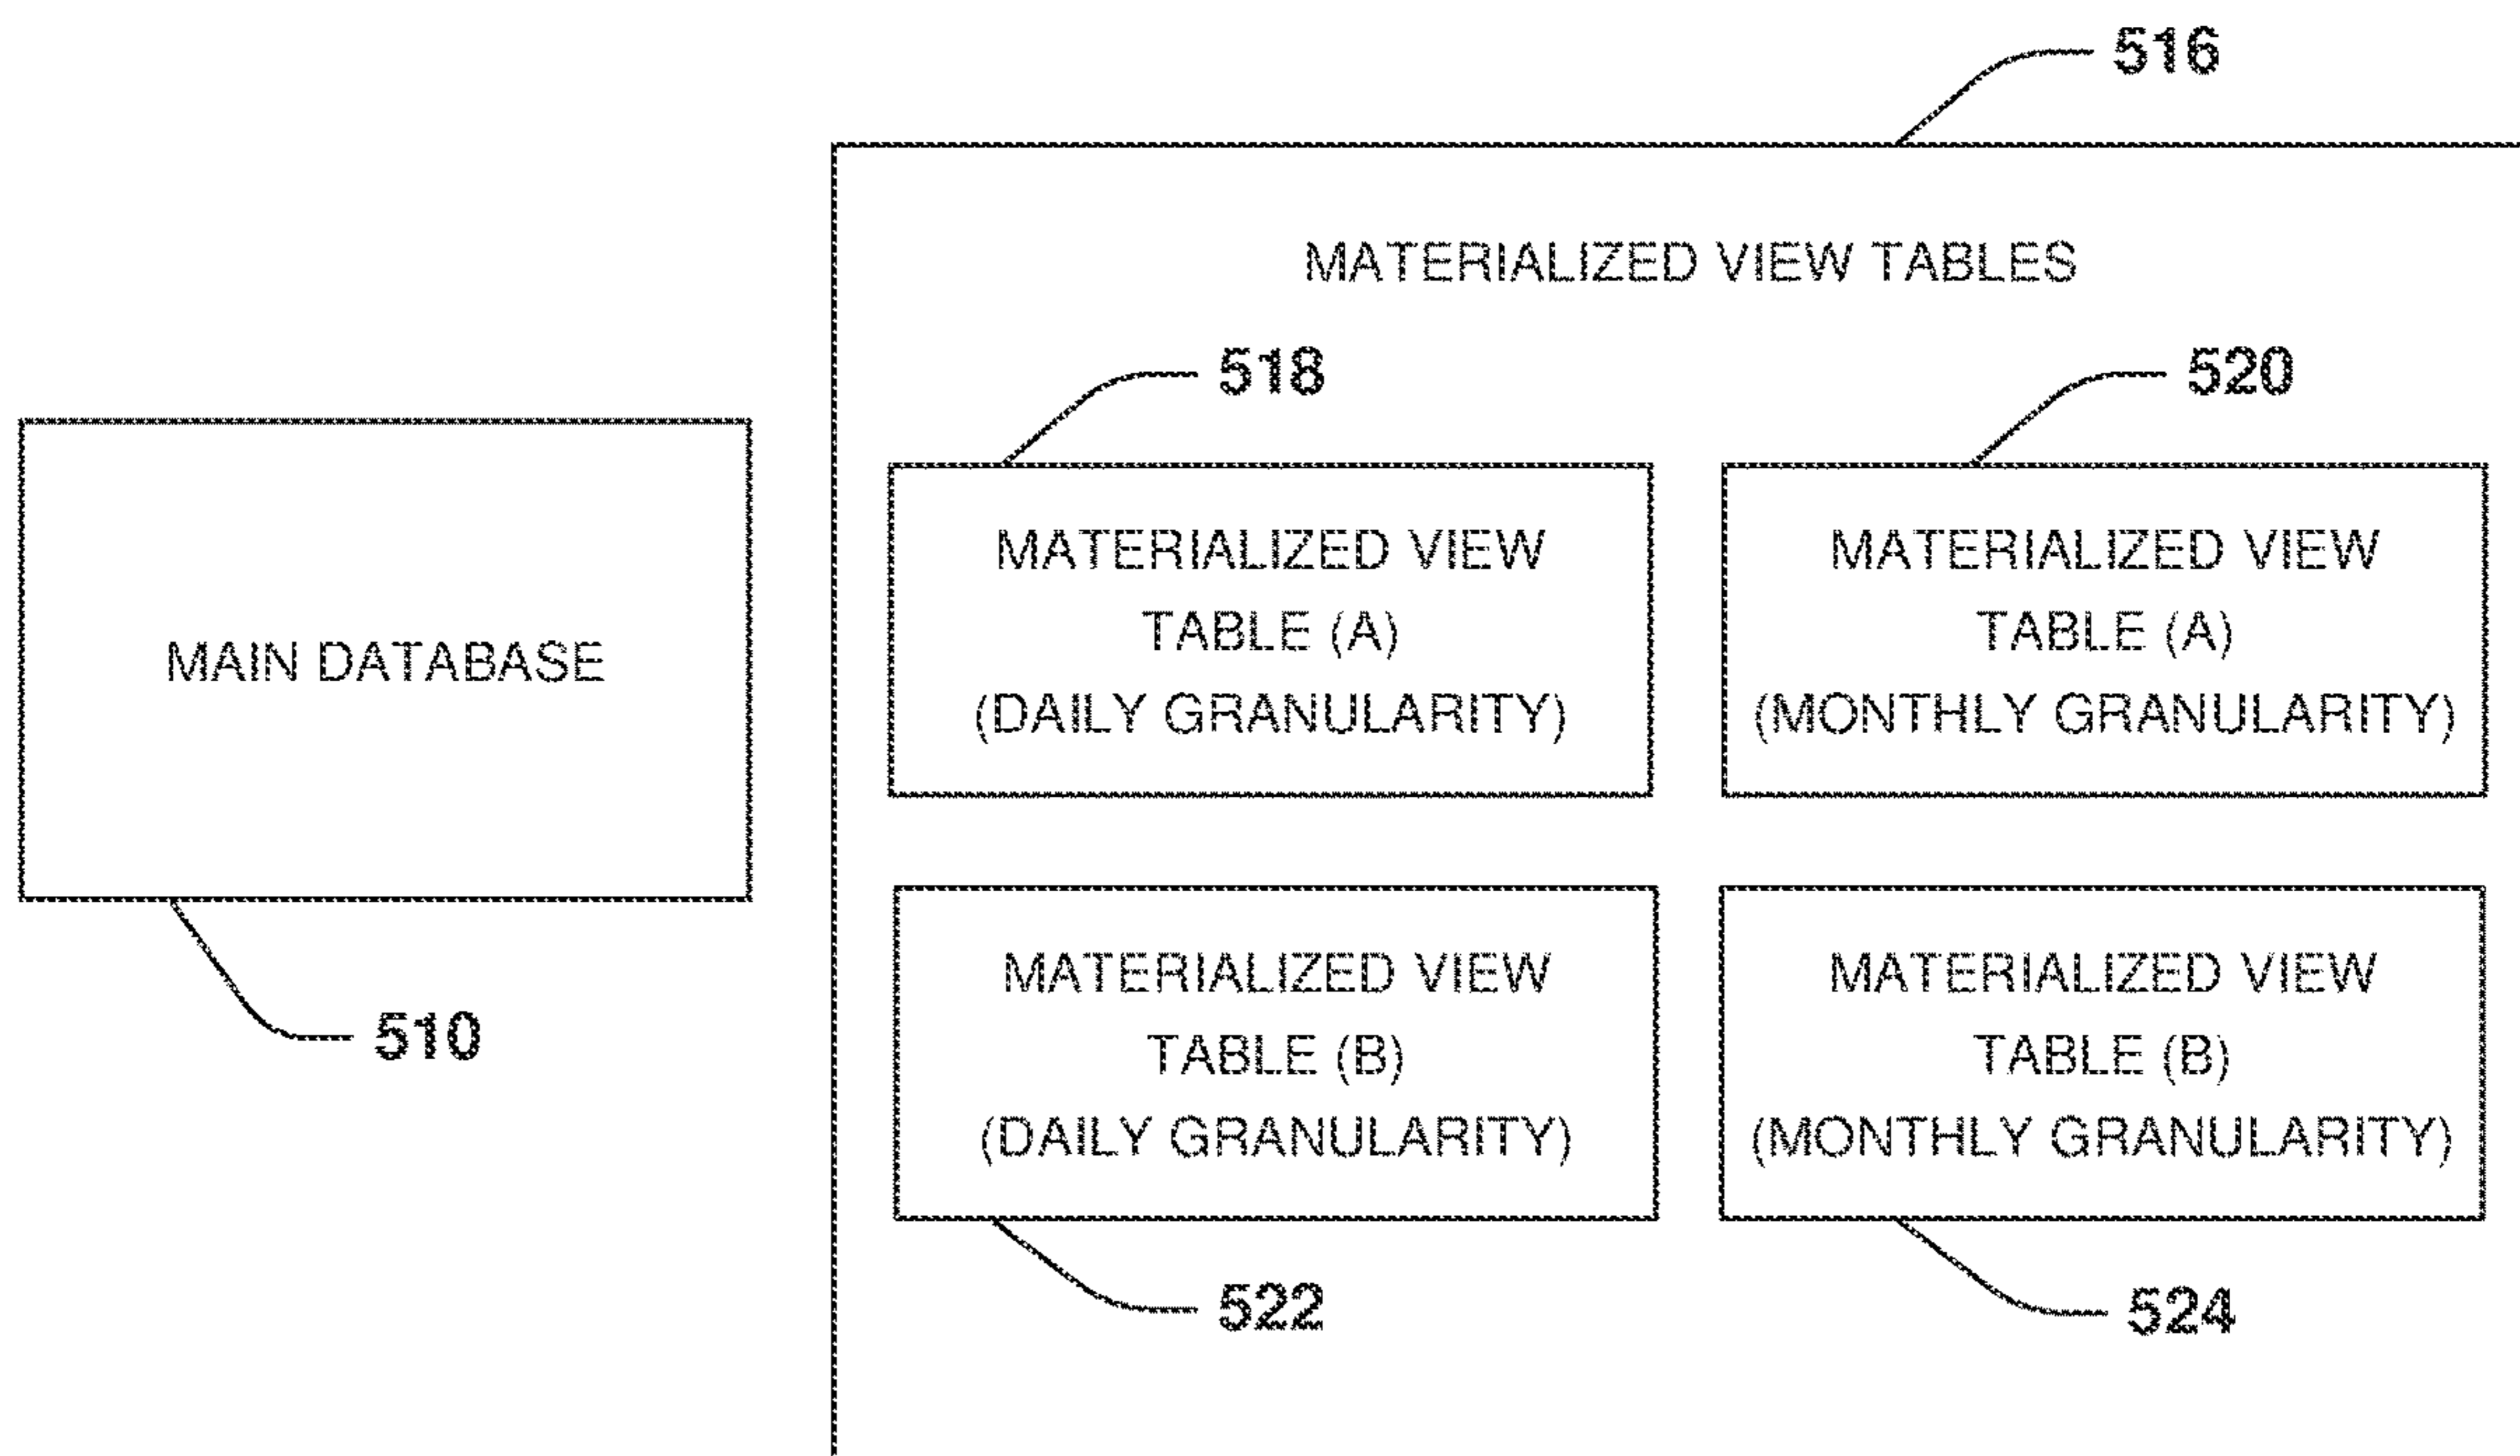 516
MATERIALIZED VIEW TABLES
518
520
MATERIALIZED VIEW
TABLE (A)
(DAILY GRANULARITY)
MATERIALIZED VIEW
TABLE (A)
(MONTHLY GRANULARITY)
MAIN DATABASE
510
MATERIALIZED VIEW
TABLE (B)
(DAILY GRANULARITY)
MATERIALIZED VIEW
TABLE (B)
(MONTHLY GRANULARITY)
522
524